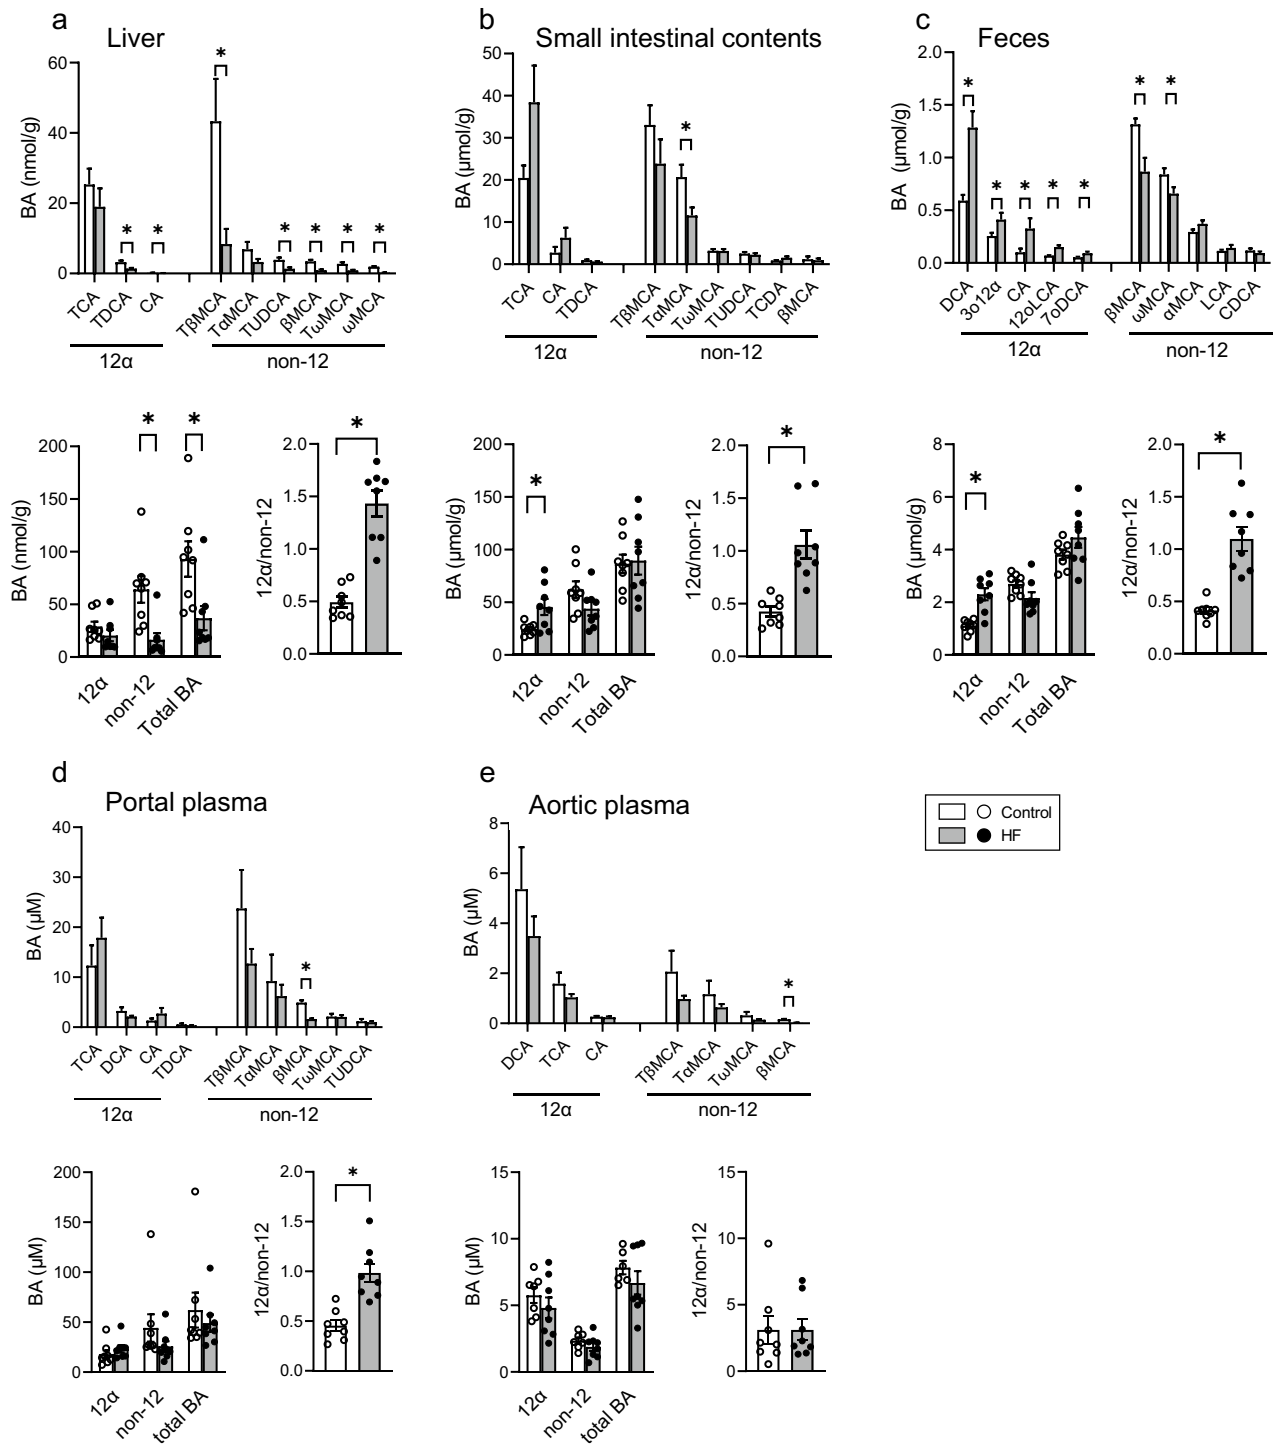 a
Liver
BA (nmol/g)
60
40
20
0
*
*
*
*
*
*
*
TCA
TDCA
CA
TβMCA
TαMCA
TUDCA
βMCA
TωMCA
ωMCA
12α
non-12
BA (nmol/g)
200
150
100
50
0
*
*
12α
non-12
Total BA
12α/non-12
2.0
1.5
1.0
0.5
0.0
*
b
Small intestinal contents
BA (μmol/g)
50
40
30
20
10
0
*
TCA
CA
TDCA
TβMCA
TαMCA
TωMCA
TUDCA
TCDA
βMCA
12α
non-12
BA (μmol/g)
200
150
100
50
0
*
12α
non-12
Total BA
12α/non-12
2.0
1.5
1.0
0.5
0.0
*
c
Feces
BA (μmol/g)
2.0
1.5
1.0
0.5
0.0
*
*
*
*
*
*
*
DCA
3o12α
CA
12oLCA
7oDCA
βMCA
ωMCA
αMCA
LCA
CDCA
12α
non-12
BA (μmol/g)
8
6
4
2
0
*
12α
non-12
Total BA
12α/non-12
2.0
1.5
1.0
0.5
0.0
*
d
Portal plasma
BA (μM)
40
30
20
10
0
*
TCA
DCA
CA
TDCA
TβMCA
TαMCA
βMCA
TωMCA
TUDCA
12α
non-12
BA (μM)
200
150
100
50
0
12α
non-12
total BA
12α/non-12
2.0
1.5
1.0
0.5
0.0
*
e
Aortic plasma
BA (μM)
8
6
4
2
0
*
DCA
TCA
CA
TβMCA
TαMCA
TωMCA
βMCA
12α
non-12
BA (μM)
15
10
5
0
12α
non-12
total BA
12α/non-12
15
10
5
0
Control
HF